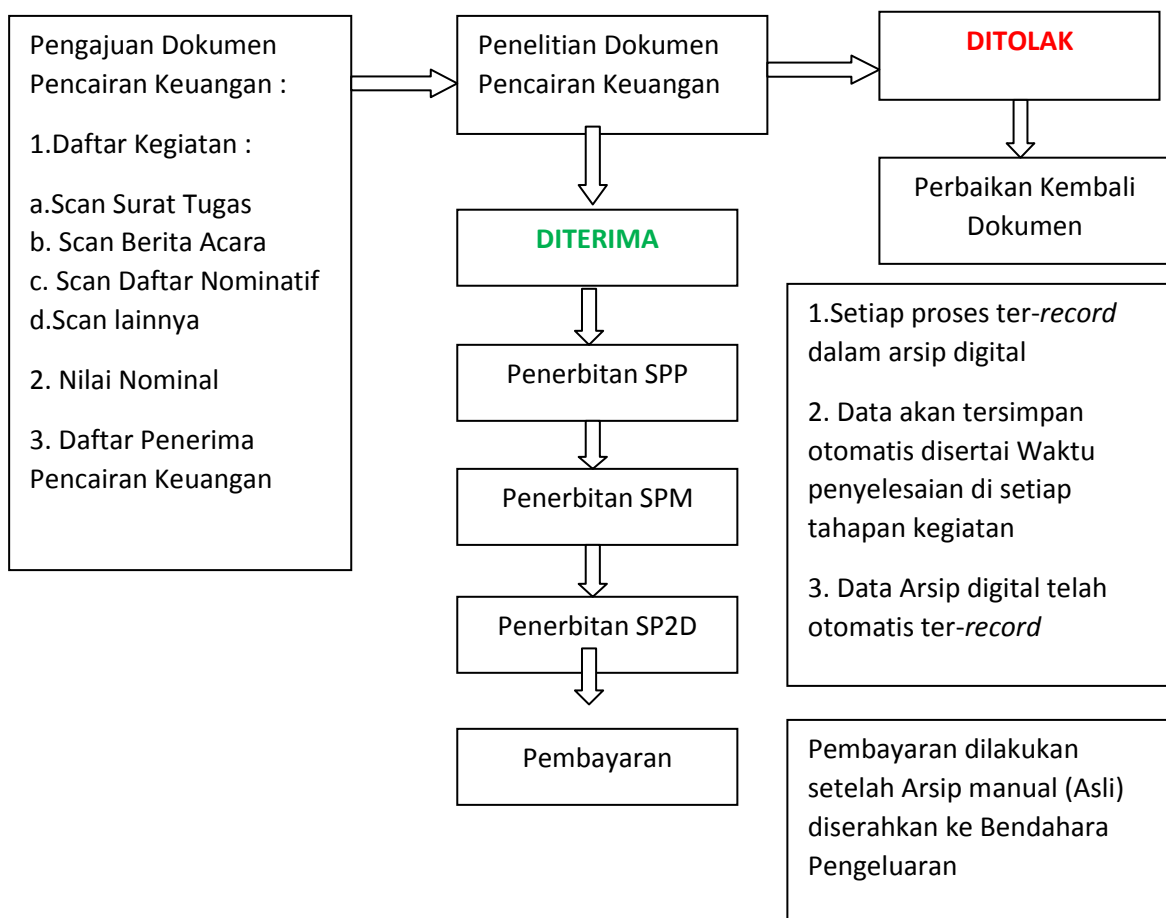 Pengajuan Dokumen
Pencairan Keuangan :
1.Daftar Kegiatan :
a.Scan Surat Tugas
b. Scan Berita Acara
c. Scan Daftar Nominatif
d.Scan lainnya
2. Nilai Nominal
3. Daftar Penerima
Pencairan Keuangan
Penelitian Dokumen
Pencairan Keuangan
DITOLAK
Perbaikan Kembali
Dokumen
DITERIMA
Penerbitan SPP
Penerbitan SPM
Penerbitan SP2D
Pembayaran
1.Setiap proses ter-record
dalam arsip digital
2. Data akan tersimpan
otomatis disertai Waktu
penyelesaian di setiap
tahapan kegiatan
3. Data Arsip digital telah
otomatis ter-record
Pembayaran dilakukan
setelah Arsip manual (Asli)
diserahkan ke Bendahara
Pengeluaran